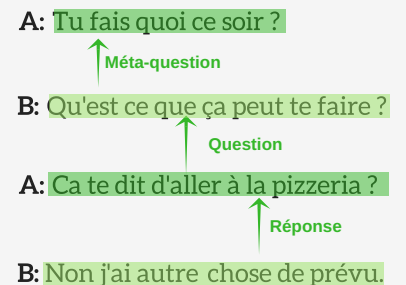 A: Tu fais quoi ce soir ?
Méta-question
B: Qu'est ce que ça peut te faire ?
Question
A: Ca te dit d'aller à la pizzeria ?
Réponse
B: Non j'ai autre chose de prévu.